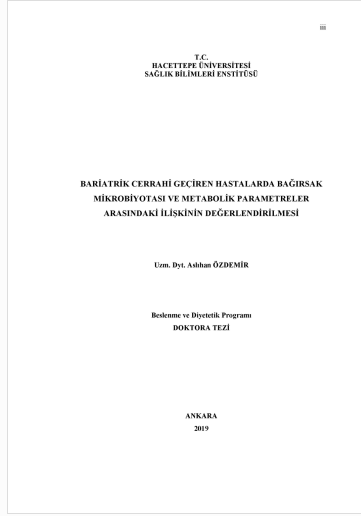 iii
T.C.
HACETTEPE ÜNİVERSİTESİ
SAĞLIK BİLİMLERİ ENSTİTÜSÜ
BARİATRİK CERRAHİ GEÇİREN HASTALARDA BAĞIRSAK
MİKROBİYOTASI VE METABOLİK PARAMETRELER
ARASINDAKİ İLİŞKİNİN DEĞERLENDİRİLMESİ
Uzm. Dyt. Aslıhan ÖZDEMİR
Beslenme ve Diyetetik Programı
DOKTORA TEZİ
ANKARA
2019